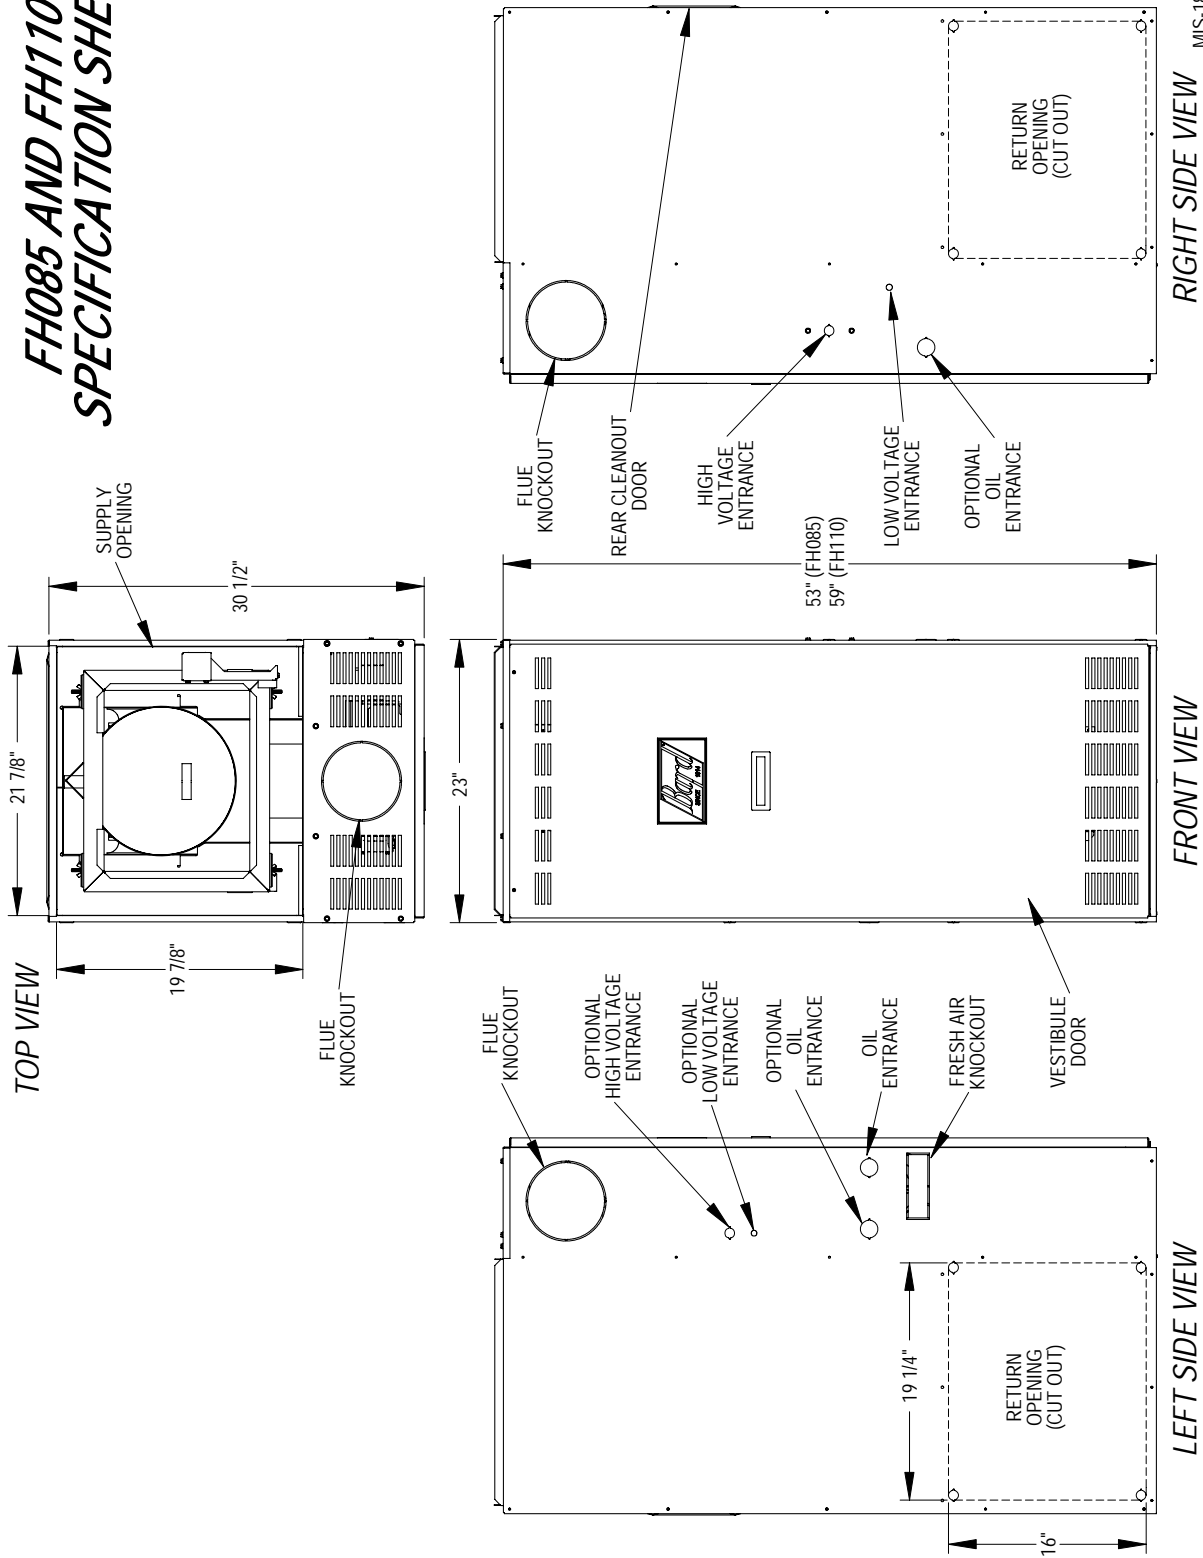 FH085 AND FH110
SPECIFICATION SHE
TOP VIEW
21 7/8"
19 7/8"
30 1/2"
SUPPLY
OPENING
FLUE
KNOCKOUT
LEFT SIDE VIEW
FLUE
KNOCKOUT
OPTIONAL
HIGH VOLTAGE
ENTRANCE
OPTIONAL
LOW VOLTAGE
ENTRANCE
OPTIONAL
OIL
ENTRANCE
OIL
ENTRANCE
FRESH AIR
KNOCKOUT
RETURN
OPENING
(CUT OUT)
19 1/4"
16"
FRONT VIEW
23"
Bard
SINCE 1914
VESTIBULE
DOOR
53" (FH085)
59" (FH110)
RIGHT SIDE VIEW
FLUE
KNOCKOUT
REAR CLEANOUT
DOOR
HIGH
VOLTAGE
ENTRANCE
LOW VOLTAGE
ENTRANCE
OPTIONAL
OIL
ENTRANCE
RETURN
OPENING
(CUT OUT)